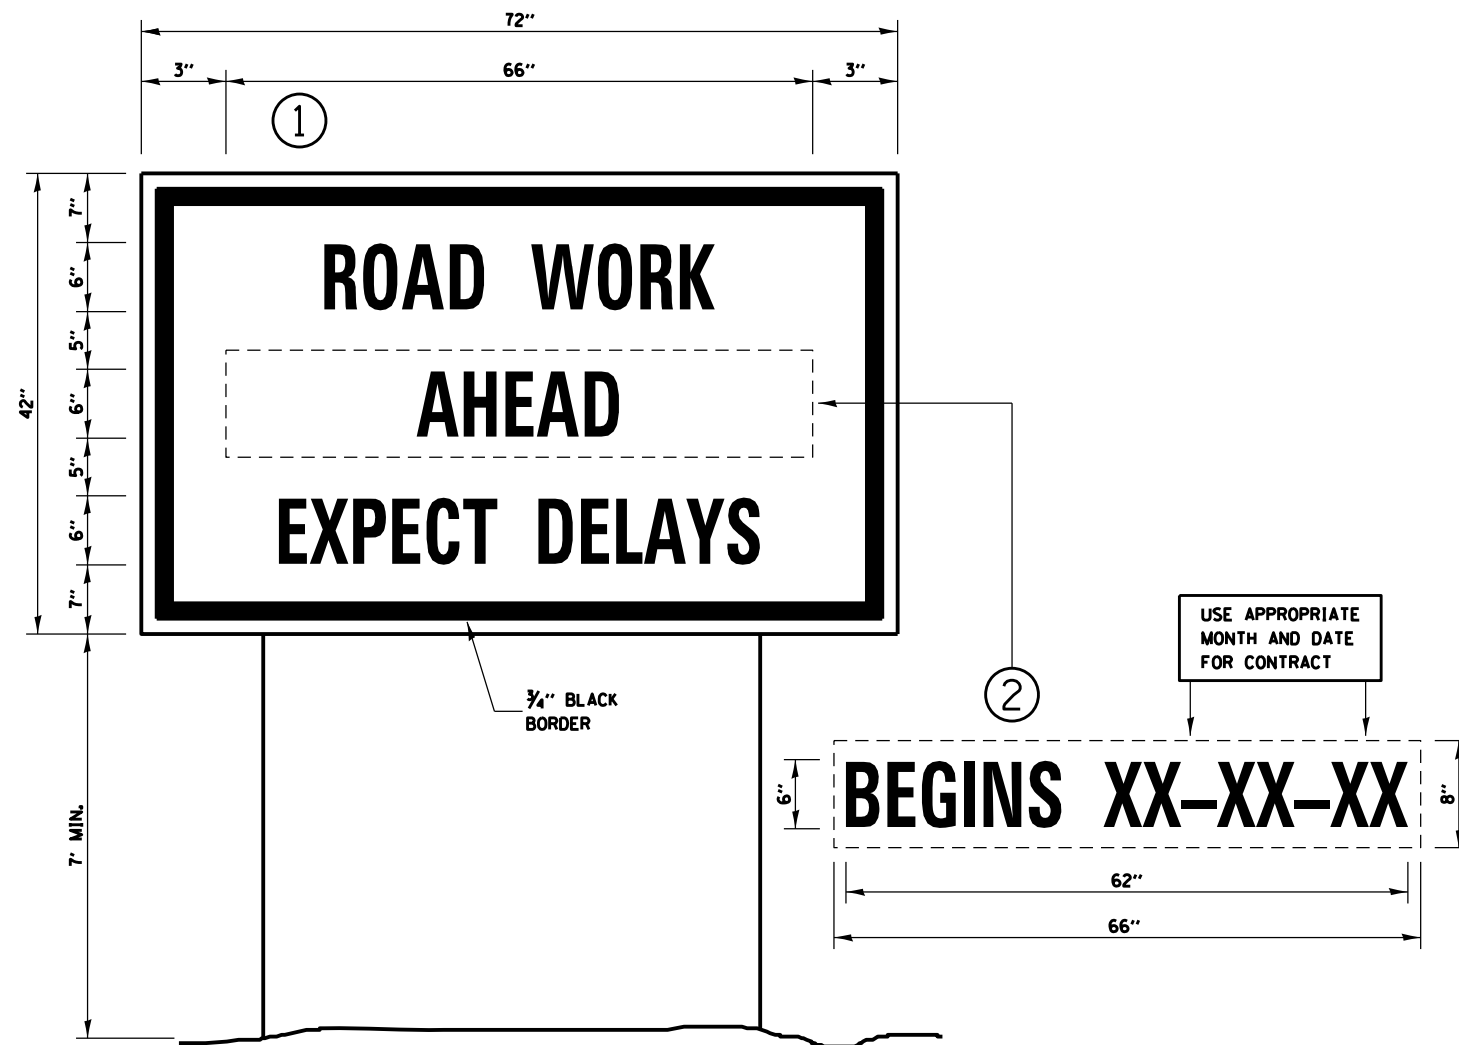 72"
3" 66" 3"
1
7"
6"
5"
6"
5"
6"
7"
42"
7' MIN.
ROAD WORK
AHEAD
EXPECT DELAYS
3/4" BLACK
BORDER
2
USE APPROPRIATE
MONTH AND DATE
FOR CONTRACT
6"
BEGINS XX-XX-XX
8"
62"
66"